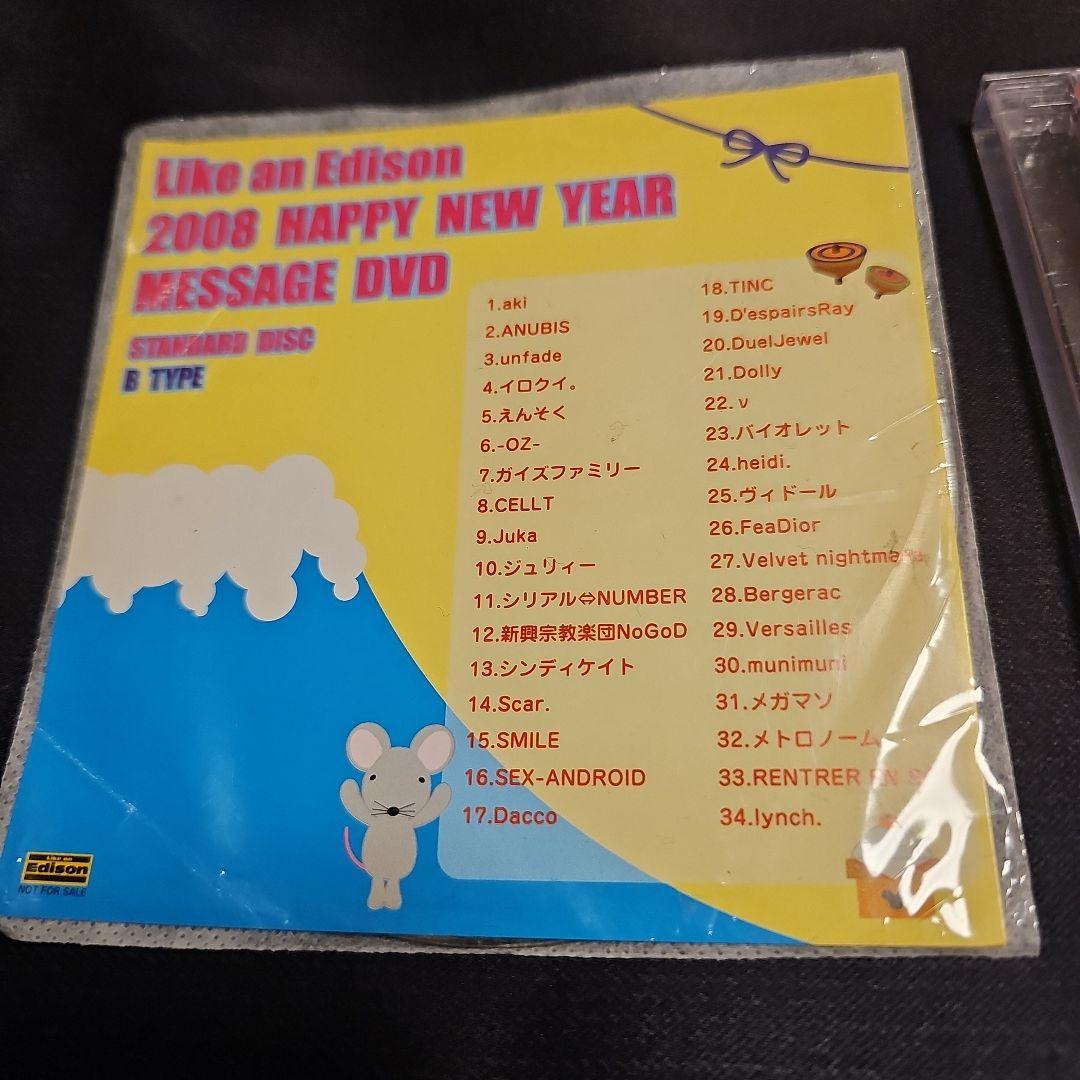 Like an Edison
2008 HAPPY NEW YEAR
MESSAGE DVD
STANDARD DISC
B TYPE
1.aki
2.ANUBIS
3.unfade
4.イロクイ。
5.えんそく
6.-OZ-
7.ガイズファミリー
8.CELLT
9.Juka
10.ジュリィー
11.シリアル⇔NUMBER
12.新興宗教楽団NoGoD
13.シンディケイト
14.Scar.
15.SMILE
16.SEX-ANDROID
17.Dacco
18.TINC
19.D'espairsRay
20.DuelJewel
21.Dolly
22.ν
23.バイオレット
24.heidi.
25.ヴィドール
26.FeaDior
27.Velvet nightmare
28.Bergerac
29.Versailles
30.munimuni
31.メガマソ
32.メトロノーム
33.RENTRER EN
34.lynch.
Like an
Edison
NOT FOR SALE